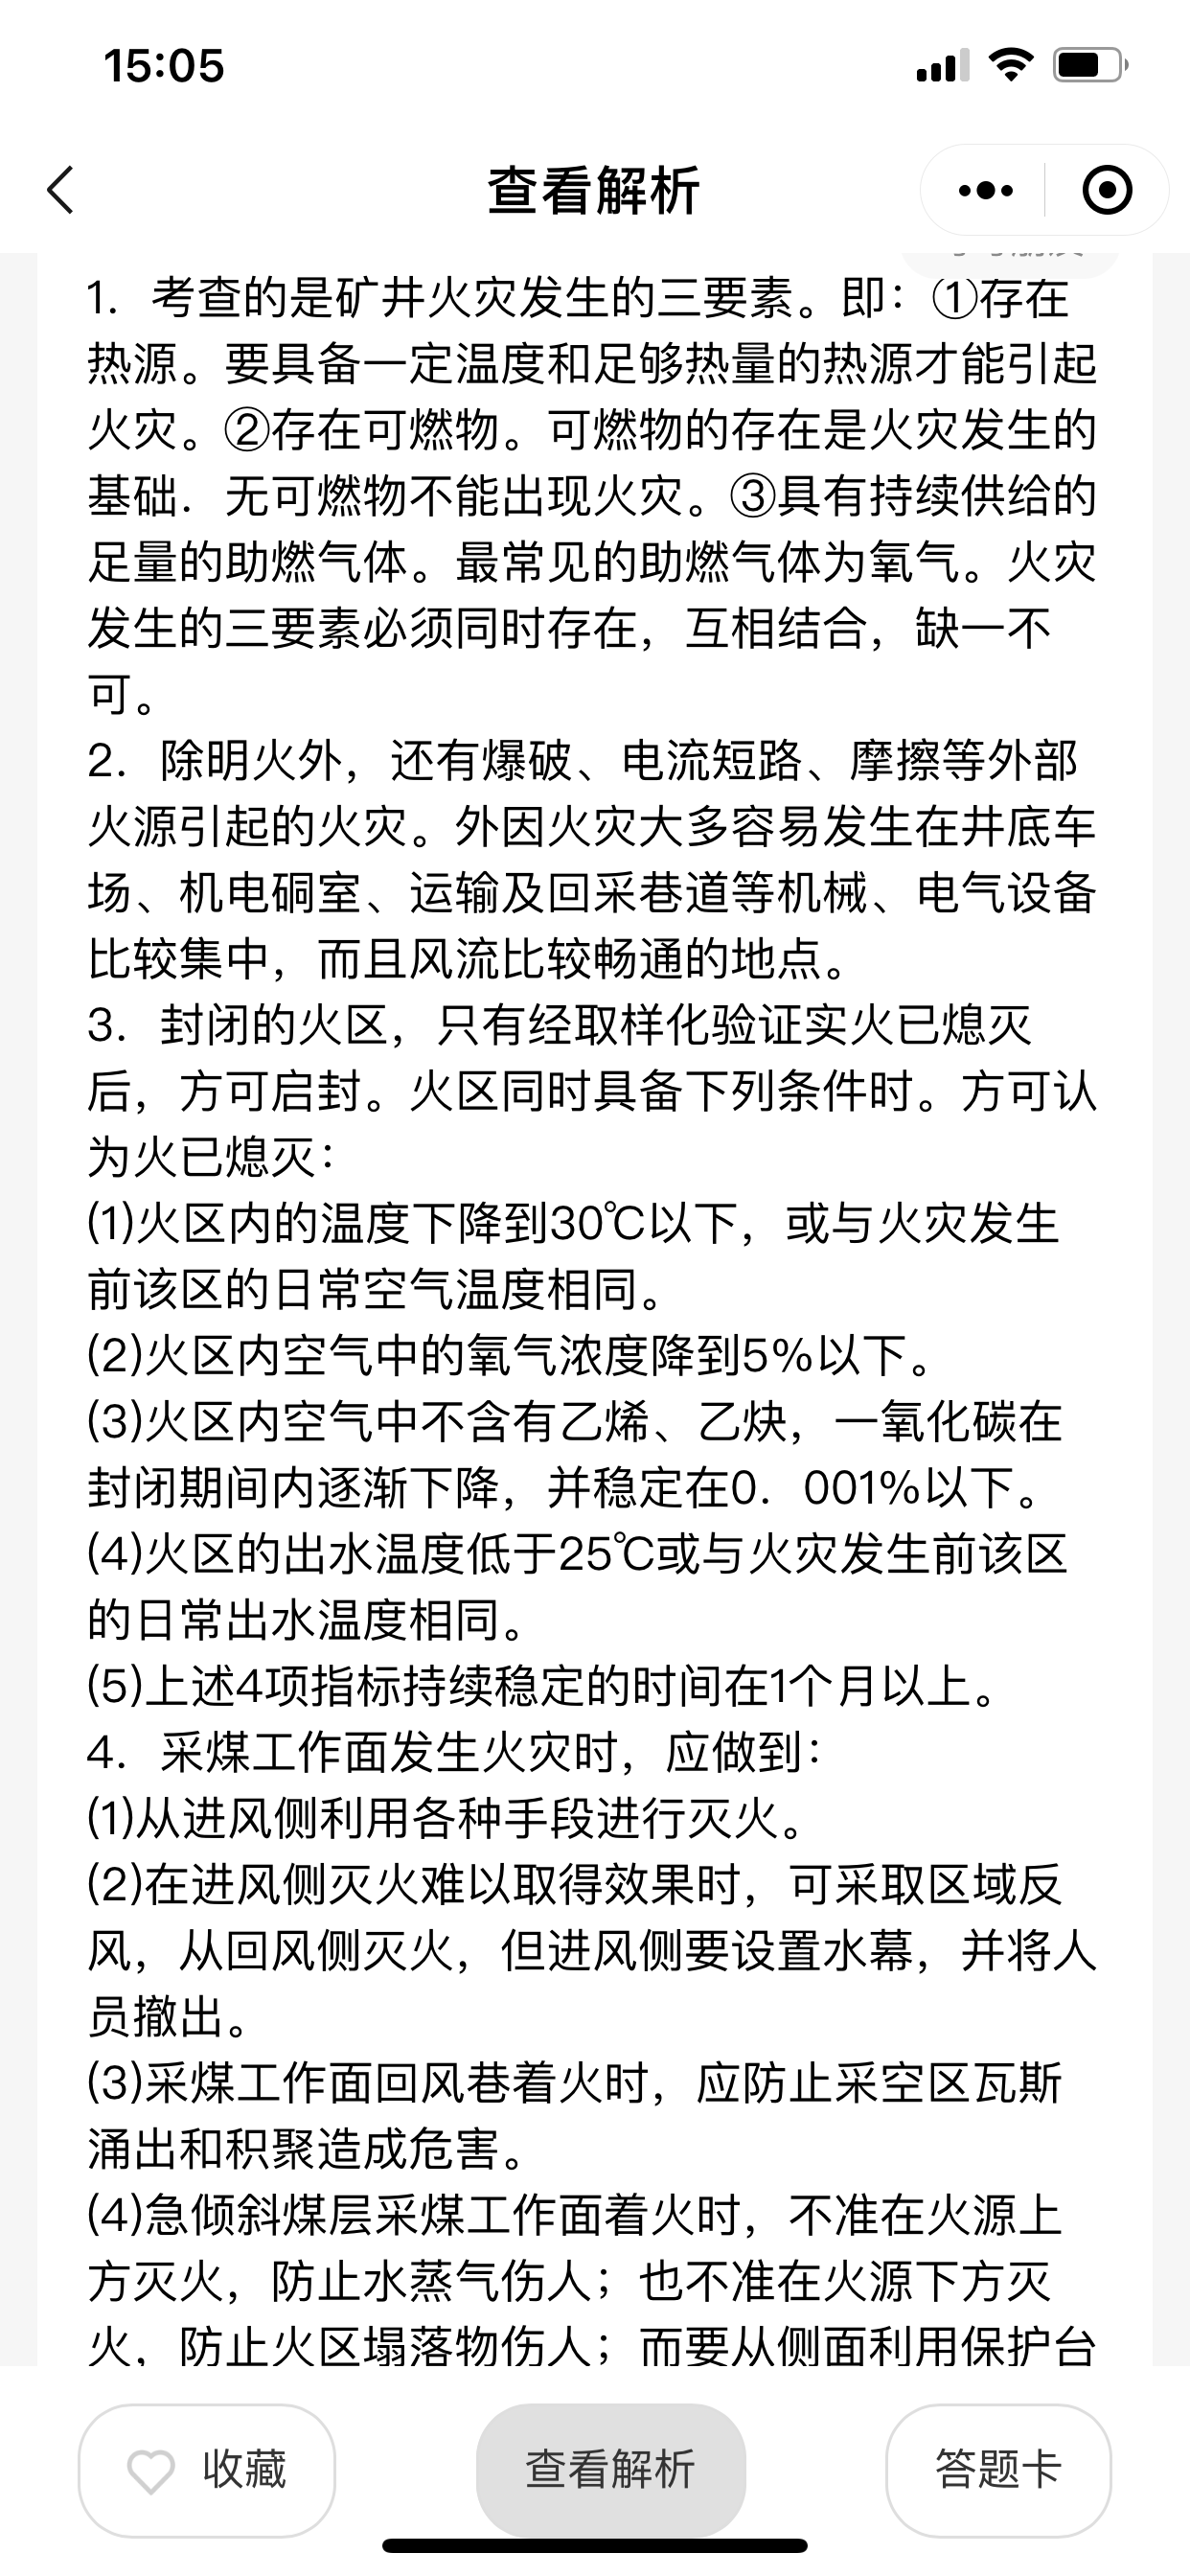 15:05
查看解析
1．考查的是矿井火灾发生的三要素。即：①存在
热源。要具备一定温度和足够热量的热源才能引起
火灾。②存在可燃物。可燃物的存在是火灾发生的
基础．无可燃物不能出现火灾。③具有持续供给的
足量的助燃气体。最常见的助燃气体为氧气。火灾
发生的三要素必须同时存在，互相结合，缺一不
可。
2．除明火外，还有爆破、电流短路、摩擦等外部
火源引起的火灾。外因火灾大多容易发生在井底车
场、机电硐室、运输及回采巷道等机械、电气设备
比较集中，而且风流比较畅通的地点。
3．封闭的火区，只有经取样化验证实火已熄灭
后，方可启封。火区同时具备下列条件时。方可认
为火已熄灭：
(1)火区内的温度下降到30℃以下，或与火灾发生
前该区的日常空气温度相同。
(2)火区内空气中的氧气浓度降到5%以下。
(3)火区内空气中不含有乙烯、乙炔，一氧化碳在
封闭期间内逐渐下降，并稳定在0．001%以下。
(4)火区的出水温度低于25℃或与火灾发生前该区
的日常出水温度相同。
(5)上述4项指标持续稳定的时间在1个月以上。
4．采煤工作面发生火灾时，应做到：
(1)从进风侧利用各种手段进行灭火。
(2)在进风侧灭火难以取得效果时，可采取区域反
风，从回风侧灭火，但进风侧要设置水幕，并将人
员撤出。
(3)采煤工作面回风巷着火时，应防止采空区瓦斯
涌出和积聚造成危害。
(4)急倾斜煤层采煤工作面着火时，不准在火源上
方灭火，防止水蒸气伤人；也不准在火源下方灭
火，防止火区塌落物伤人；而要从侧面利用保护台
收藏
查看解析
答题卡